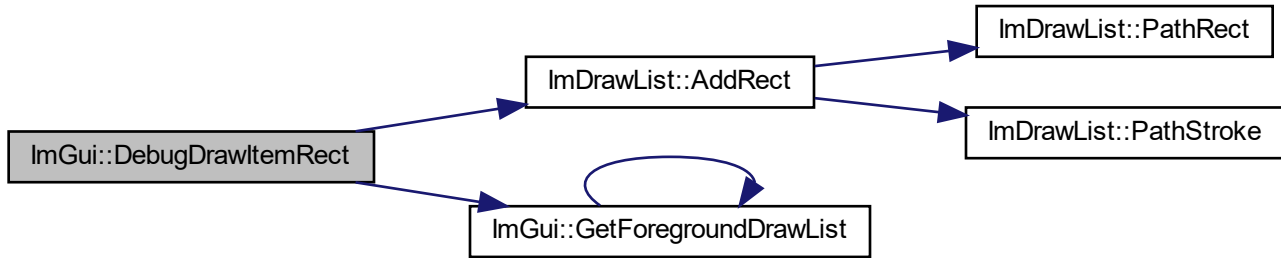 ImDrawList::PathRect
ImDrawList::AddRect
ImDrawList::PathStroke
ImGui::DebugDrawItemRect
ImGui::GetForegroundDrawList